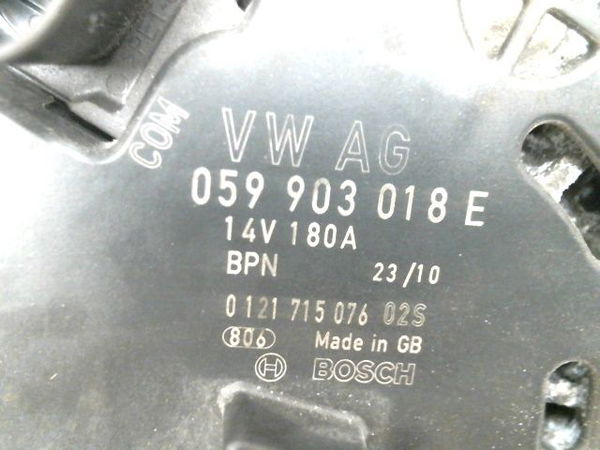 COM
VW AG
059 903 018 E
14V 180A
BPN 23/10
0 121 715 076 02S
806 Made in GB
BOSCH